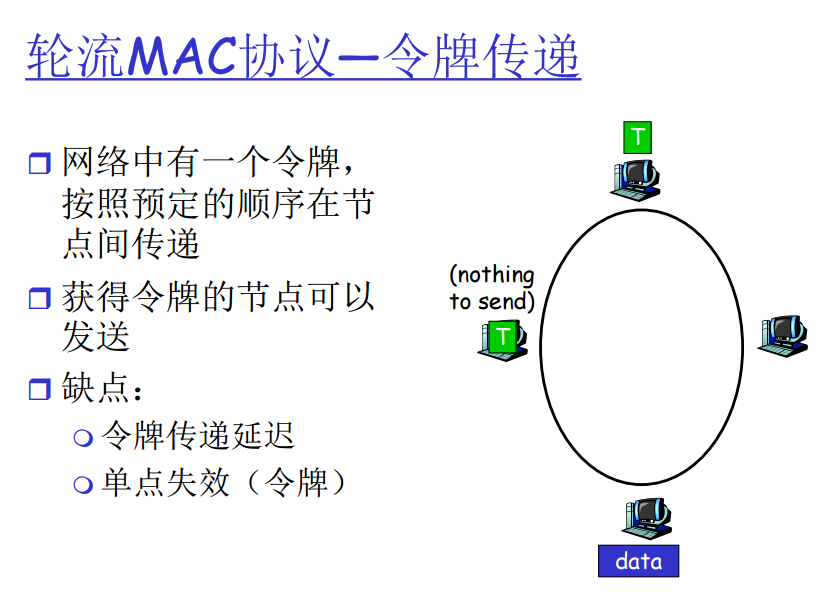 轮流MAC协议—令牌传递
网络中有一个令牌，
按照预定的顺序在节
点间传递
获得令牌的节点可以
发送
缺点：
令牌传递延迟
单点失效（令牌）
T
(nothing
to send)
T
data